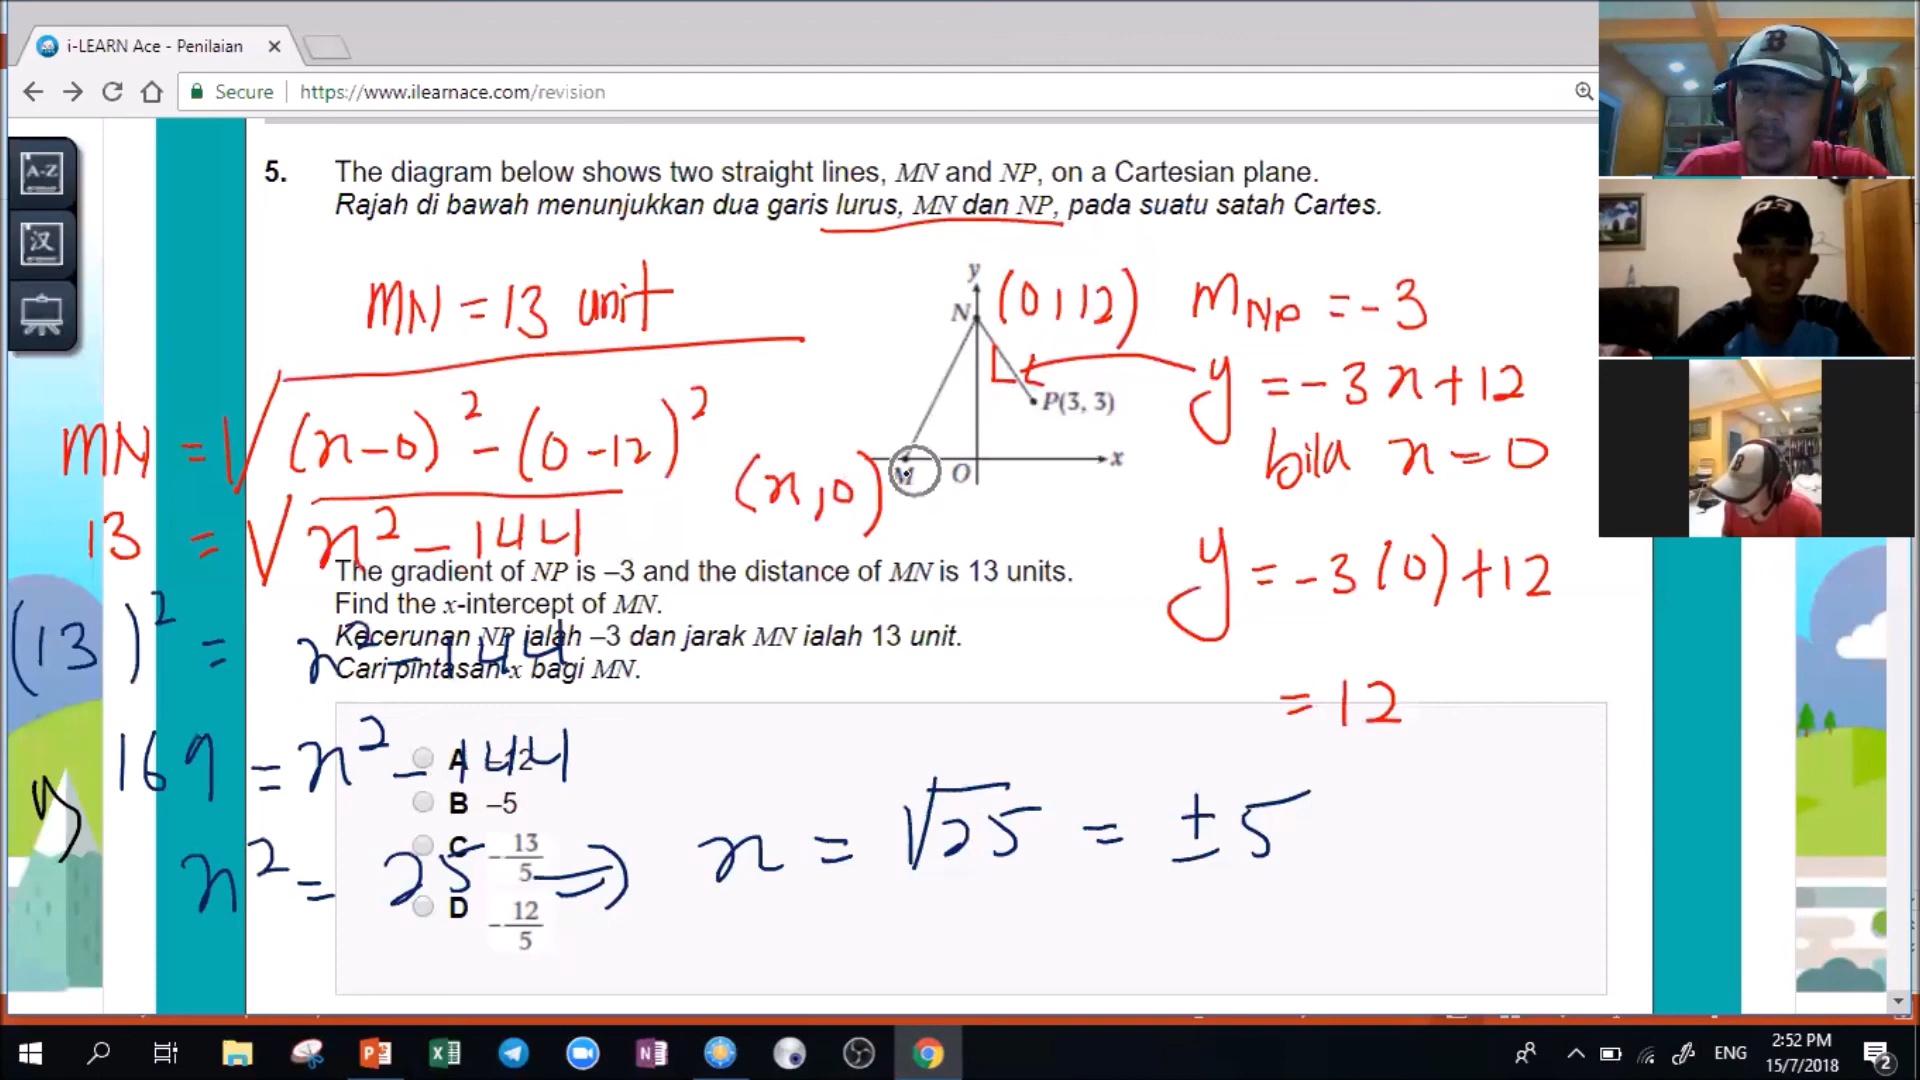 i-LEARN Ace - Penilaian
Secure | https://www.ilearnace.com/revision
A-Z
汉
5. The diagram below shows two straight lines, MN and NP, on a Cartesian plane.
Rajah di bawah menunjukkan dua garis lurus, MN dan NP, pada suatu satah Cartes.
MN = 13 unit
MN = √(x-0)² - (0-12)²
13 = √x² - 144
(x,0)
y
N
(0,12)
P(3, 3)
M
O
x
m NP = -3
y = -3x+12
bila x = 0
y = -3(0)+12
= 12
The gradient of NP is –3 and the distance of MN is 13 units.
Find the x-intercept of MN.
Kecerunan NP ialah –3 dan jarak MN ialah 13 unit.
Cari pintasan x bagi MN.
(13)² = x² - 144
169 = x² - 144
x² = 25 ⇒ x = √25 = ±5
A
B –5
C -13/5
D -12/5
ENG
2:52 PM
15/7/2018
2